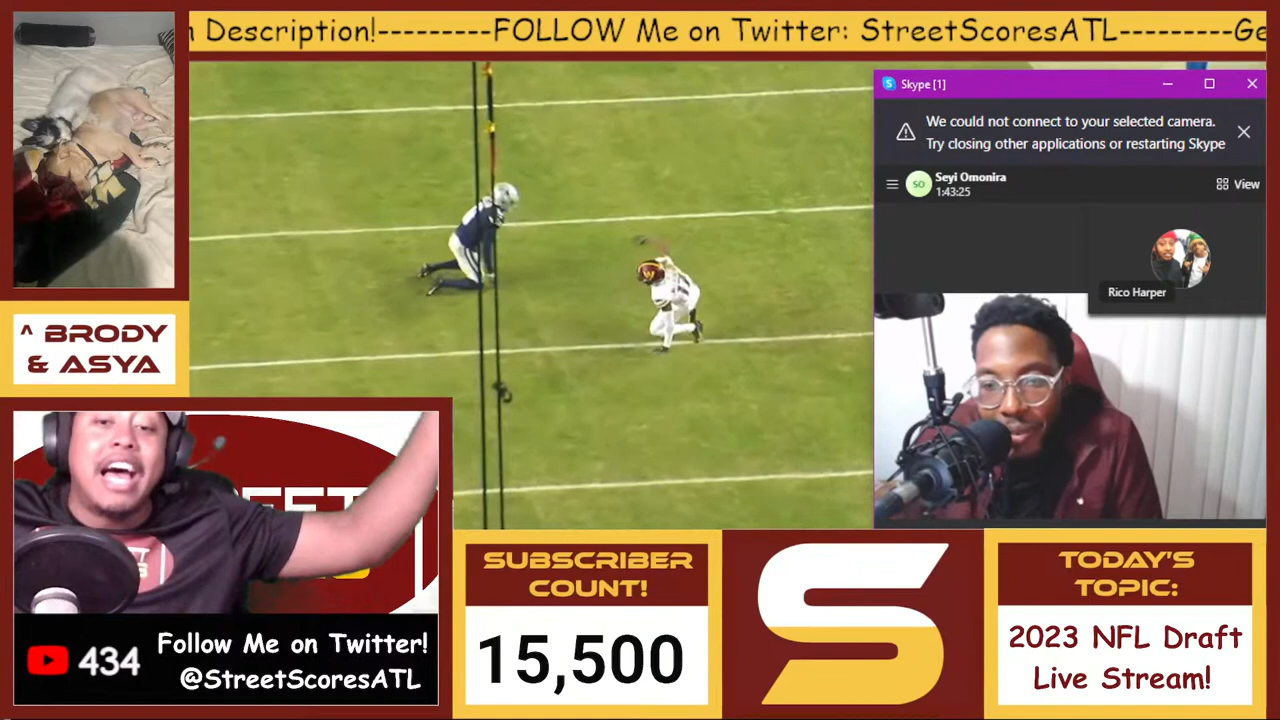 n Description!---------FOLLOW Me on Twitter: StreetScoresATL---------Ge
Skype [1]
We could not connect to your selected camera.
Try closing other applications or restarting Skype
SO
Seyi Omonira
1:43:25
View
Rico Harper
^ BRODY
& ASYA
434
Follow Me on Twitter!
@StreetScoresATL
SUBSCRIBER
COUNT!
15,500
S
TODAY'S
TOPIC:
2023 NFL Draft
Live Stream!